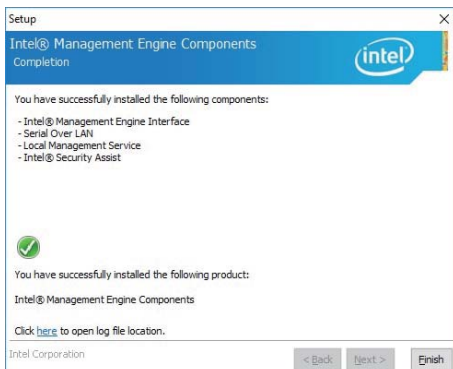 Setup
Intel® Management Engine Components
Completion
intel
You have successfully installed the following components:
- Intel® Management Engine Interface
- Serial Over LAN
- Local Management Service
- Intel® Security Assist
You have successfully installed the following product:
Intel® Management Engine Components
Click here to open log file location.
Intel Corporation
< Back
Next >
Finish